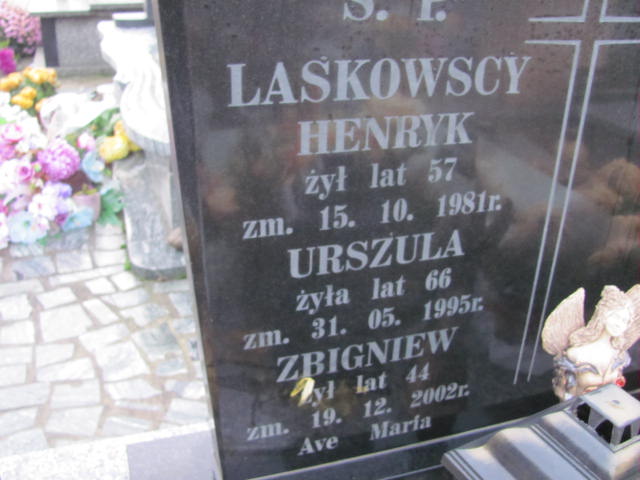 Ś. P.
LAŚKOWSCY
HENRYK
żył lat 57
zm. 15. 10. 1981r.
URSZULA
żyła lat 66
zm. 31. 05. 1995r.
ZBIGNIEW
żył lat 44
zm. 19. 12. 2002r.
Ave Maria